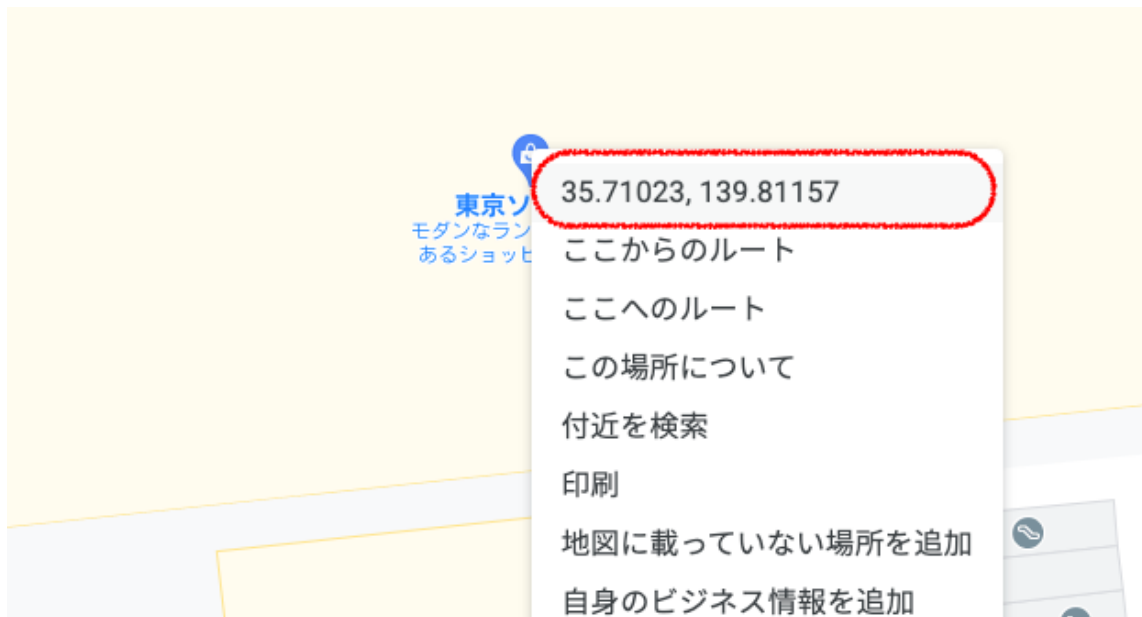 東京ソ
モダンなラン
あるショッピ
35.71023, 139.81157
ここからのルート
ここへのルート
この場所について
付近を検索
印刷
地図に載っていない場所を追加
自身のビジネス情報を追加